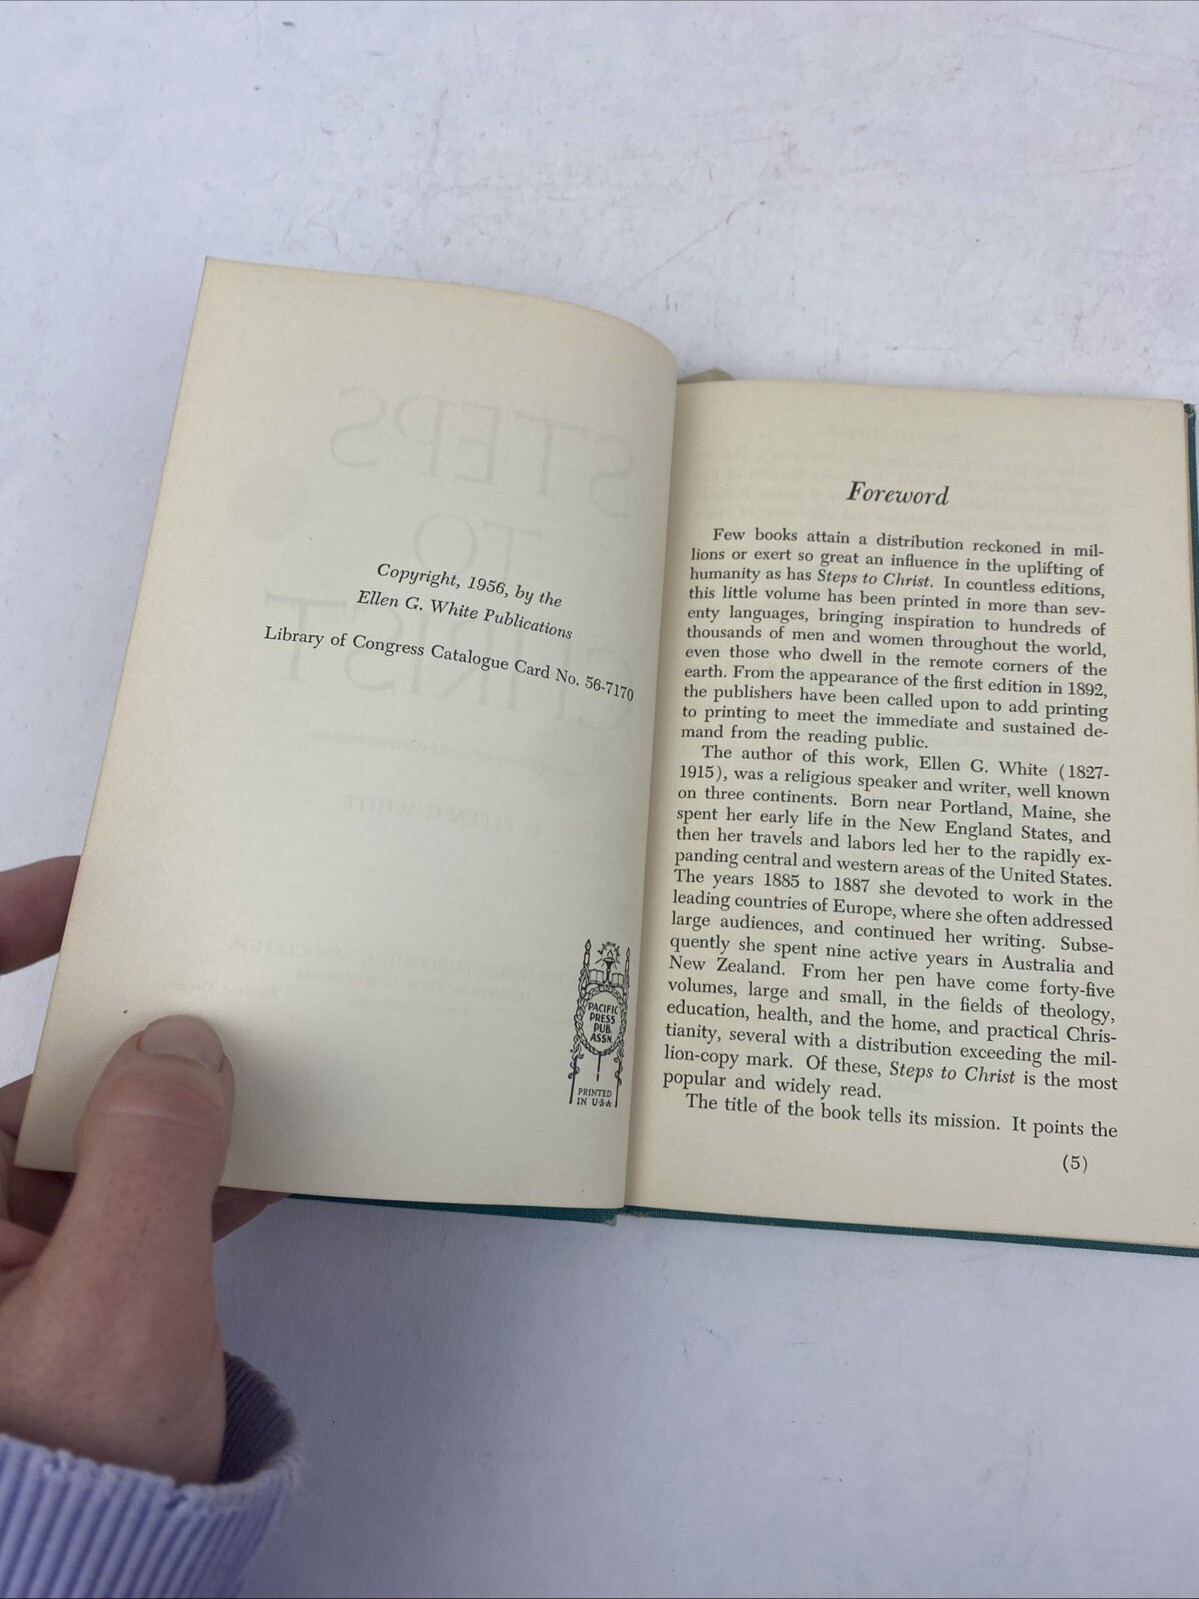 Copyright, 1956, by the
Ellen G. White Publications
Library of Congress Catalogue Card No. 56-7170
PACIFIC
PRESS
PUB.
ASSN.
PRINTED
IN U·S·A
Foreword
Few books attain a distribution reckoned in mil-
lions or exert so great an influence in the uplifting of
humanity as has Steps to Christ. In countless editions,
this little volume has been printed in more than sev-
enty languages, bringing inspiration to hundreds of
thousands of men and women throughout the world,
even those who dwell in the remote corners of the
earth. From the appearance of the first edition in 1892,
the publishers have been called upon to add printing
to printing to meet the immediate and sustained de-
mand from the reading public.
The author of this work, Ellen G. White (1827-
1915), was a religious speaker and writer, well known
on three continents. Born near Portland, Maine, she
spent her early life in the New England States, and
then her travels and labors led her to the rapidly ex-
panding central and western areas of the United States.
The years 1885 to 1887 she devoted to work in the
leading countries of Europe, where she often addressed
large audiences, and continued her writing. Subse-
quently she spent nine active years in Australia and
New Zealand. From her pen have come forty-five
volumes, large and small, in the fields of theology,
education, health, and the home, and practical Chris-
tianity, several with a distribution exceeding the mil-
lion-copy mark. Of these, Steps to Christ is the most
popular and widely read.
The title of the book tells its mission. It points the
(5)